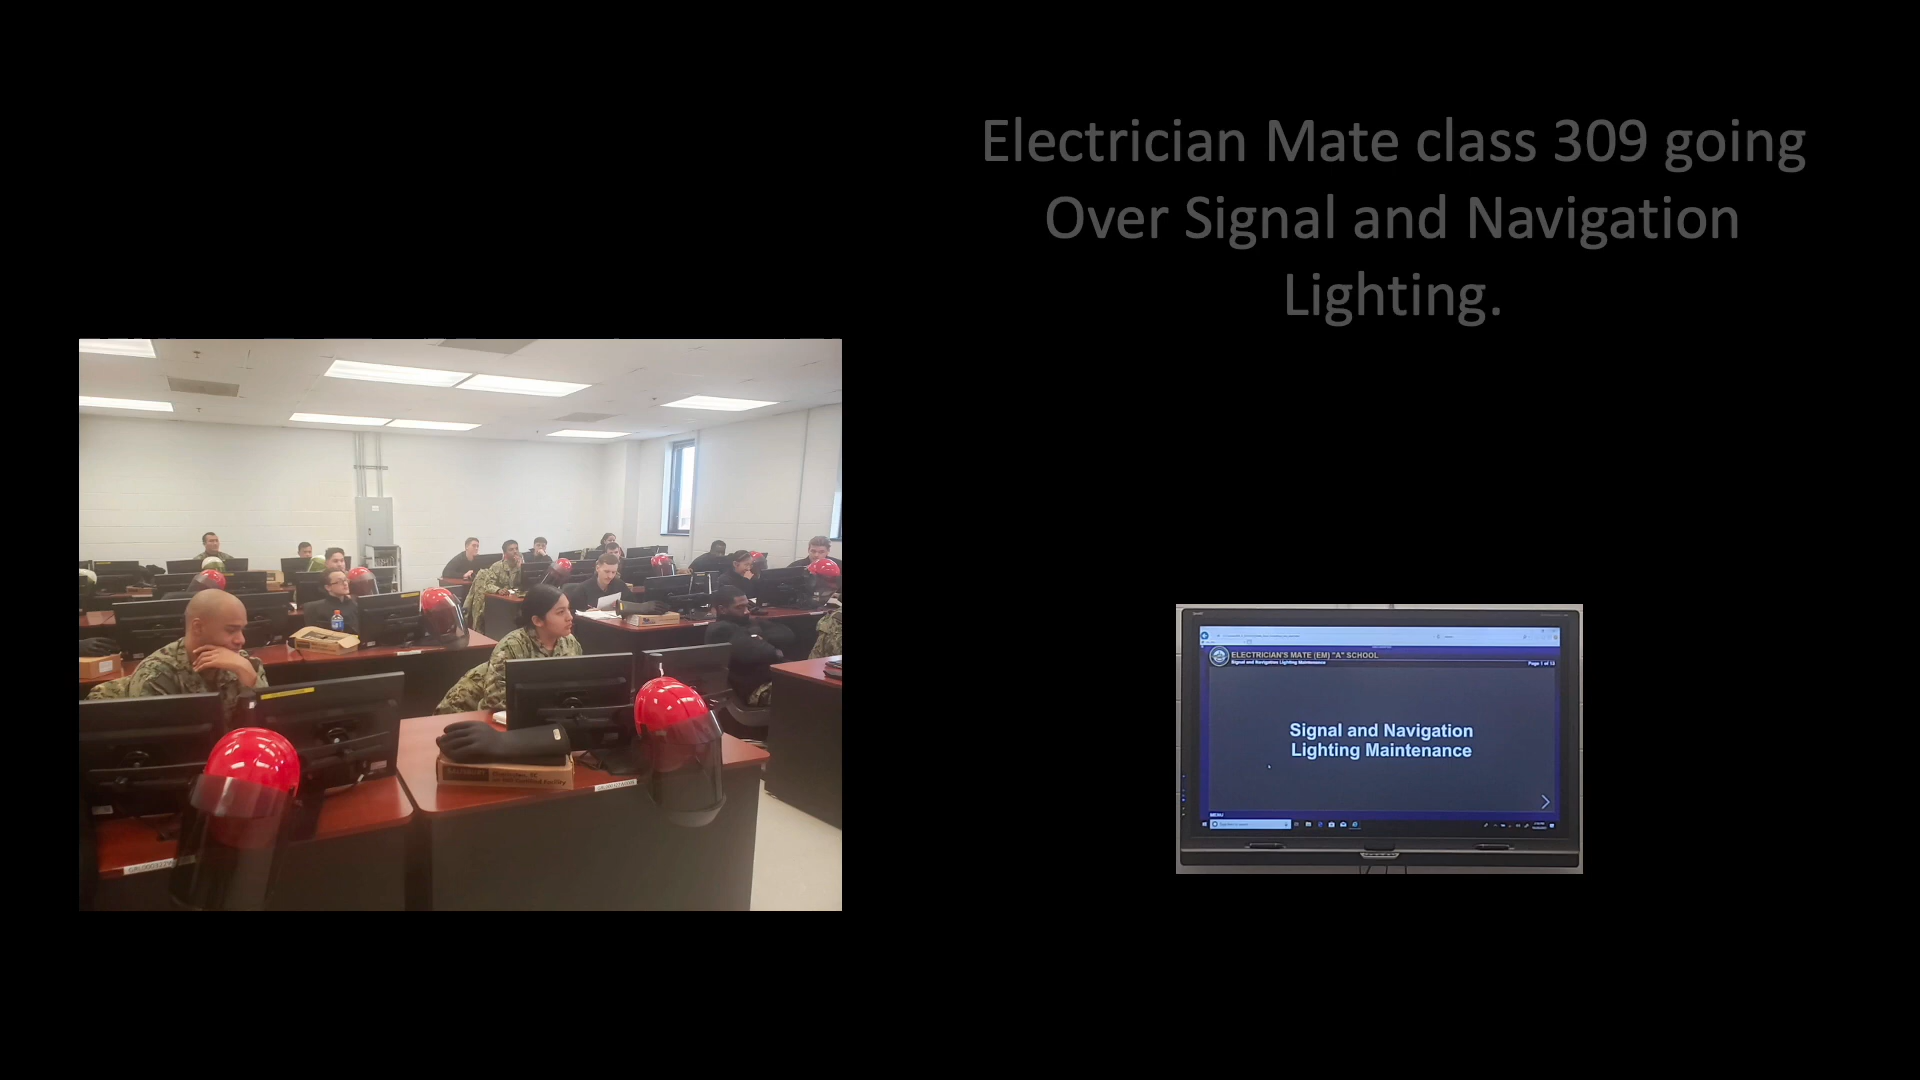 Electrician Mate class 309 going
Over Signal and Navigation
Lighting.
ELECTRICIAN'S MATE (EM) "A" SCHOOL
Signal and Navigation Lighting Maintenance
Page 1 of 13
Signal and Navigation
Lighting Maintenance
MENU